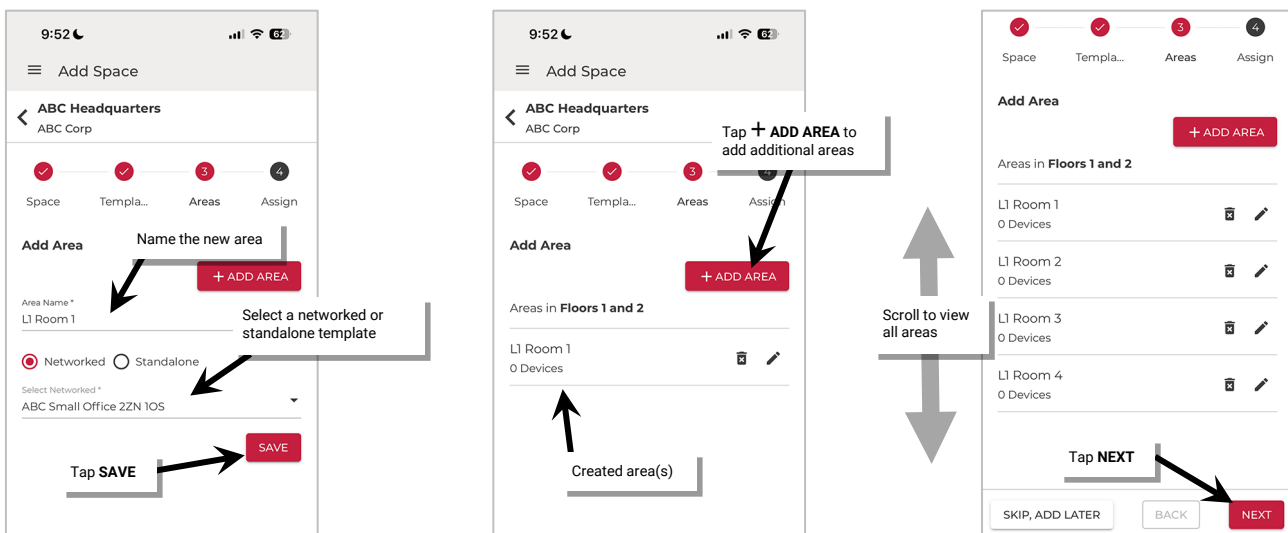 9:52
62
Add Space
ABC Headquarters
ABC Corp
3
4
Space
Templa...
Areas
Assign
Add Area
Name the new area
+ ADD AREA
Area Name *
L1 Room 1
Select a networked or
standalone template
Networked
Standalone
Select Networked *
ABC Small Office 2ZN 1OS
SAVE
Tap SAVE
9:52
62
Add Space
ABC Headquarters
ABC Corp
Tap + ADD AREA to
add additional areas
3
4
Space
Templa...
Areas
Assign
Add Area
+ ADD AREA
Areas in Floors 1 and 2
L1 Room 1
0 Devices
Created area(s)
3
4
Space
Templa...
Areas
Assign
Add Area
+ ADD AREA
Areas in Floors 1 and 2
L1 Room 1
0 Devices
L1 Room 2
0 Devices
Scroll to view
all areas
L1 Room 3
0 Devices
L1 Room 4
0 Devices
Tap NEXT
SKIP, ADD LATER
BACK
NEXT